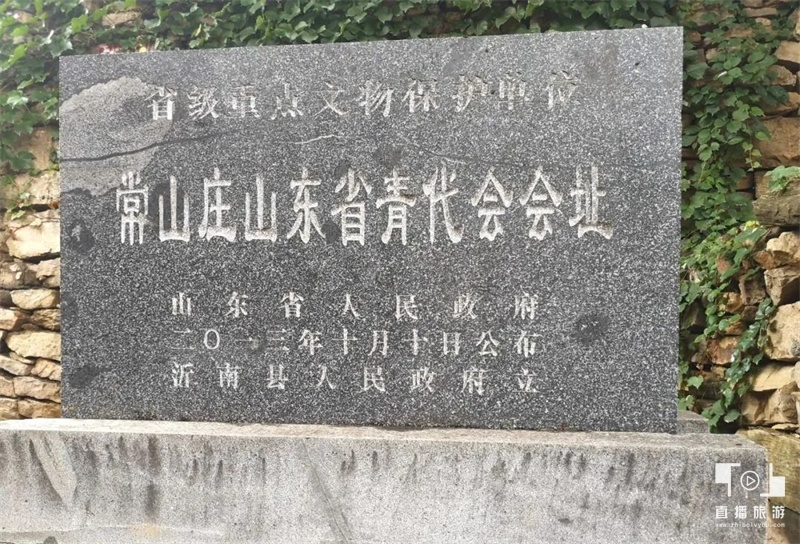 省级重点文物保护单位
常山庄山东省青代会会址
山东省人民政府
二〇一三年十月十日公布
沂南县人民政府立
直播旅游